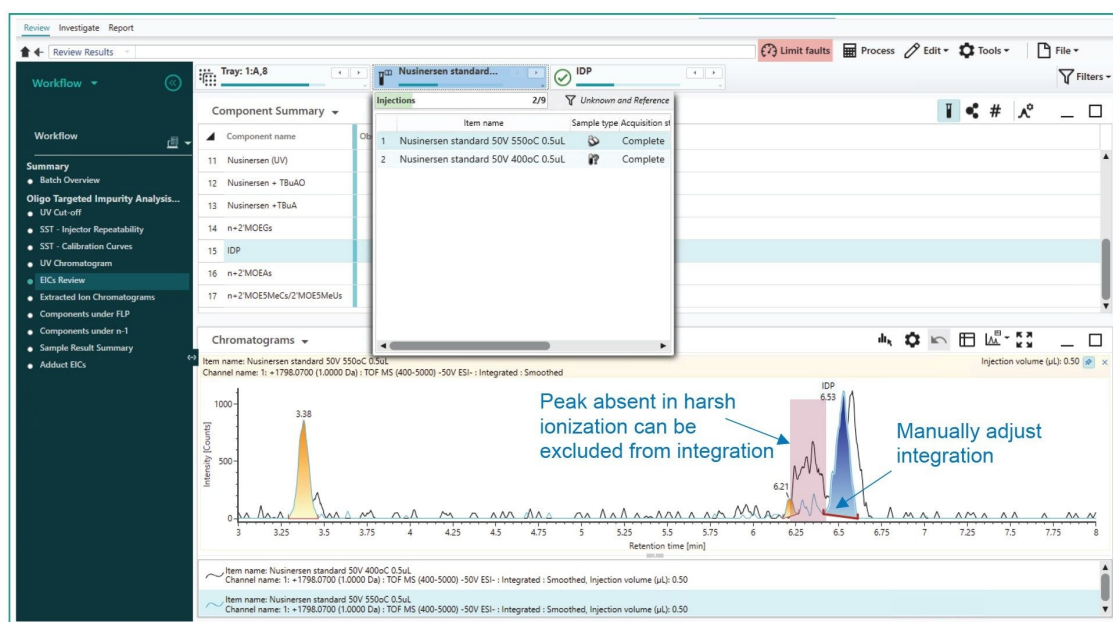 Review Investigate Report
Review Results
Limit faults Process Edit Tools File
Workflow
Tray: 1:A,8
Nusinersen standard...
IDP
Filters
Injections 2/9 Unknown and Reference
Item name Sample type Acquisition st
1 Nusinersen standard 50V 550oC 0.5uL Complete
2 Nusinersen standard 50V 400oC 0.5uL Complete
Workflow
Summary
Batch Overview
Oligo Targeted Impurity Analysis...
UV Cut-off
SST - Injector Repeatability
SST - Calibration Curves
UV Chromatogram
EICs Review
Extracted Ion Chromatograms
Components under FLP
Components under n-1
Sample Result Summary
Adduct EICs
Component Summary
Component name Ob
11 Nusinersen (UV)
12 Nusinersen + TBuAO
13 Nusinersen +TBuA
14 n+2'MOEGs
15 IDP
16 n+2'MOEAs
17 n+2'MOE5MeCs/2'MOE5MeUs
Chromatograms
Item name: Nusinersen standard 50V 550oC 0.5uL
Channel name: 1: +1798.0700 (1.0000 Da) : TOF MS (400-5000) -50V ESI- : Integrated : Smoothed
Injection volume (µL): 0.50
Intensity [Counts]
1000
500
0
3.38
6.21
IDP
6.53
Peak absent in harsh
ionization can be
excluded from integration
Manually adjust
integration
3 3.25 3.5 3.75 4 4.25 4.5 4.75 5 5.25 5.5 5.75 6 6.25 6.5 6.75 7 7.25 7.5 7.75 8
Retention time [min]
Item name: Nusinersen standard 50V 400oC 0.5uL
Channel name: 1: +1798.0700 (1.0000 Da) : TOF MS (400-5000) -50V ESI- : Integrated : Smoothed, Injection volume (µL): 0.50
Item name: Nusinersen standard 50V 550oC 0.5uL
Channel name: 1: +1798.0700 (1.0000 Da) : TOF MS (400-5000) -50V ESI- : Integrated : Smoothed, Injection volume (µL): 0.50